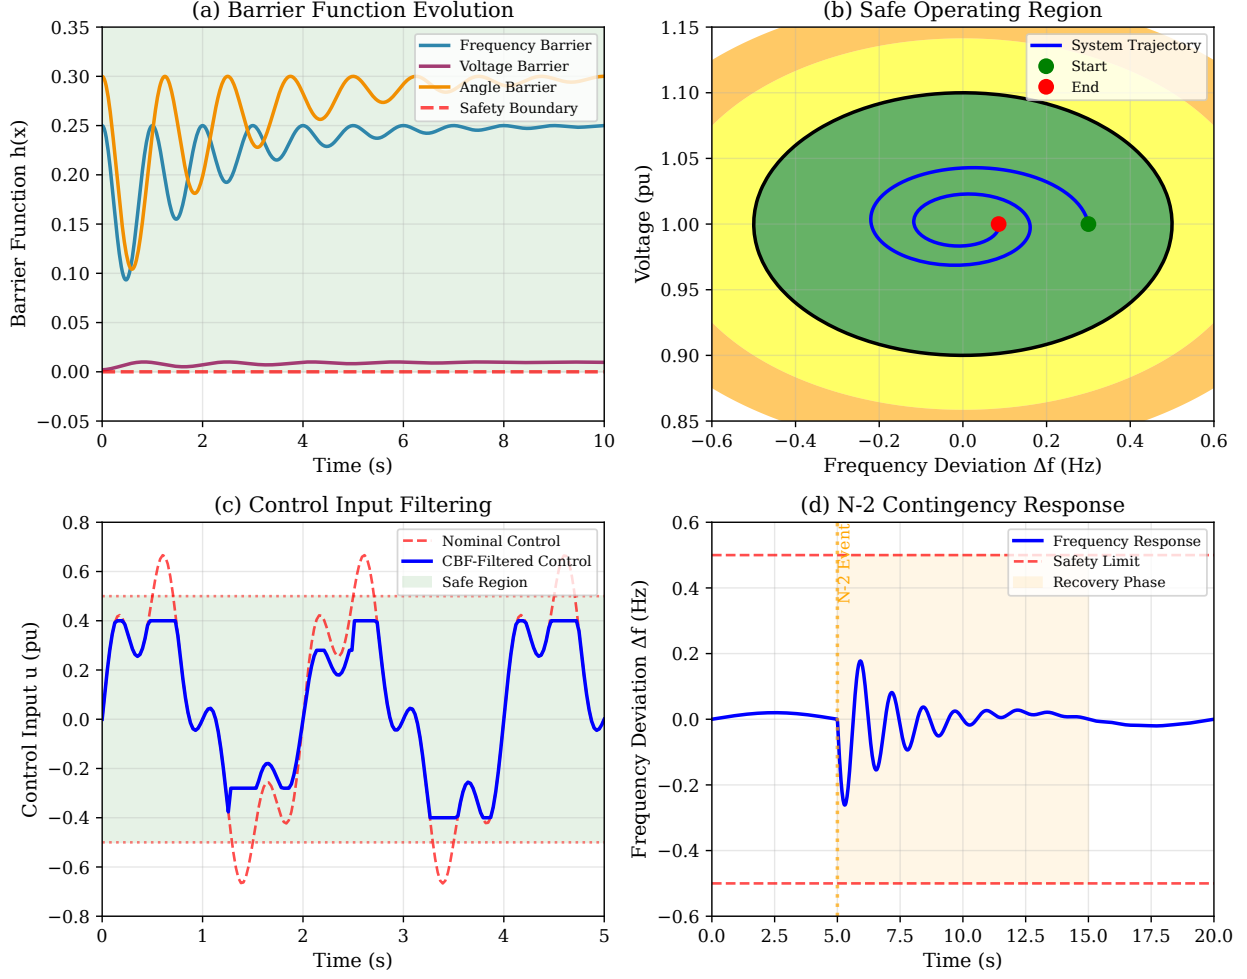 (a) Barrier Function Evolution
Barrier Function h(x)
0.35
0.30
0.25
0.20
0.15
0.10
0.05
0.00
−0.05
Frequency Barrier
Voltage Barrier
Angle Barrier
Safety Boundary
0 2 4 6 8 10
Time (s)
(b) Safe Operating Region
Voltage (pu)
1.15
1.10
1.05
1.00
0.95
0.90
0.85
System Trajectory
Start
End
−0.6 −0.4 −0.2 0.0 0.2 0.4 0.6
Frequency Deviation Δf (Hz)
(c) Control Input Filtering
Control Input u (pu)
0.8
0.6
0.4
0.2
0.0
−0.2
−0.4
−0.6
−0.8
Nominal Control
CBF-Filtered Control
Safe Region
0 1 2 3 4 5
Time (s)
(d) N-2 Contingency Response
Frequency Deviation Δf (Hz)
0.6
0.4
0.2
0.0
−0.2
−0.4
−0.6
N-2 Event
Frequency Response
Safety Limit
Recovery Phase
0.0 2.5 5.0 7.5 10.0 12.5 15.0 17.5 20.0
Time (s)